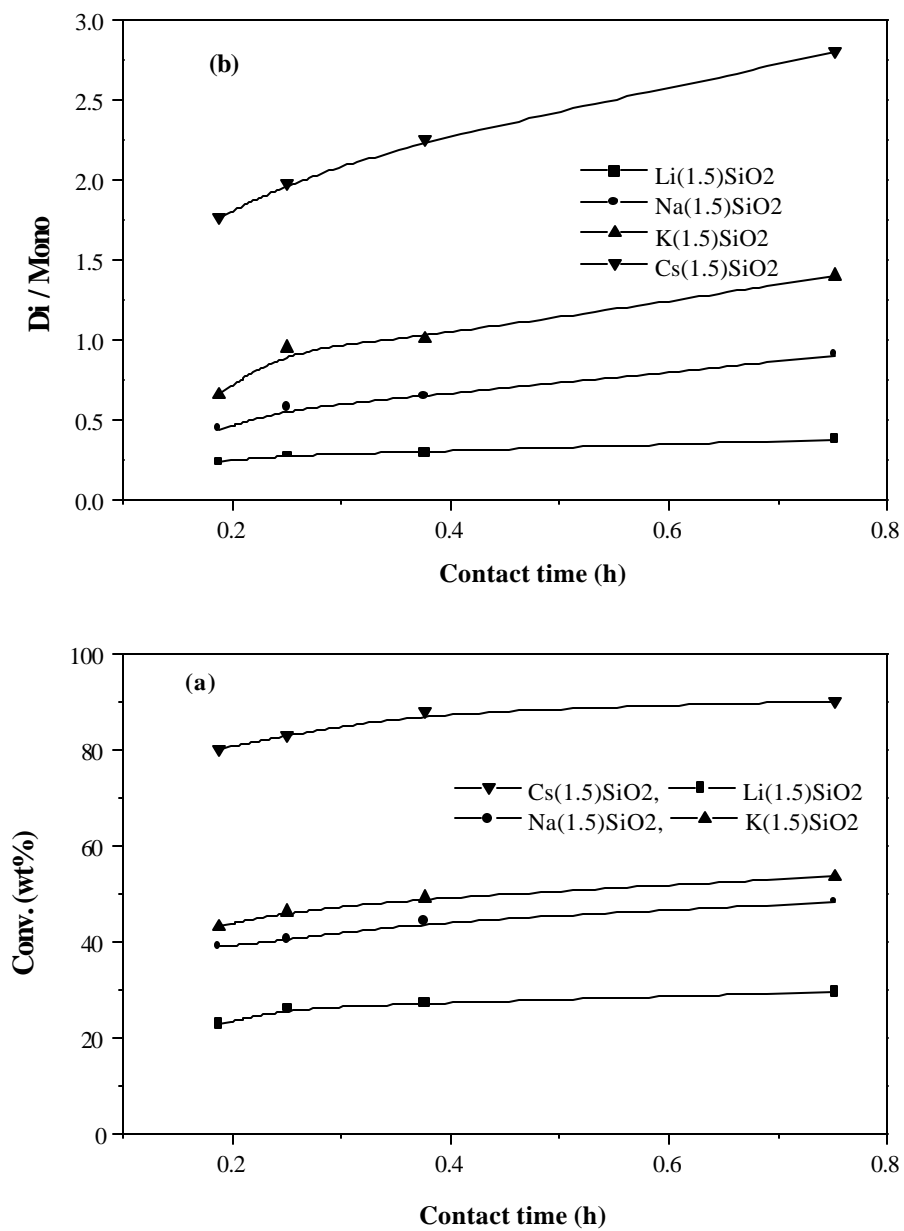 3.0
(b)
2.5
2.0
Li(1.5)SiO2
Na(1.5)SiO2
K(1.5)SiO2
Cs(1.5)SiO2
1.5
1.0
0.5
0.0
Di / Mono
0.2 0.4 0.6 0.8
Contact time (h)
100
(a)
80
Cs(1.5)SiO2, Li(1.5)SiO2
Na(1.5)SiO2, K(1.5)SiO2
60
40
20
0
Conv. (wt%)
0.2 0.4 0.6 0.8
Contact time (h)